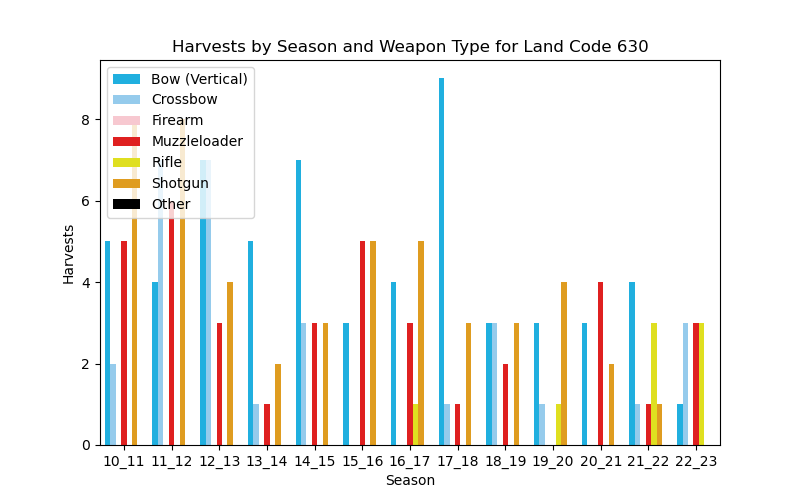 Harvests by Season and Weapon Type for Land Code 630
Bow (Vertical)
Crossbow
Firearm
Muzzleloader
Rifle
Shotgun
Other
8
6
4
2
0
Harvests
10_11 11_12 12_13 13_14 14_15 15_16 16_17 17_18 18_19 19_20 20_21 21_22 22_23
Season